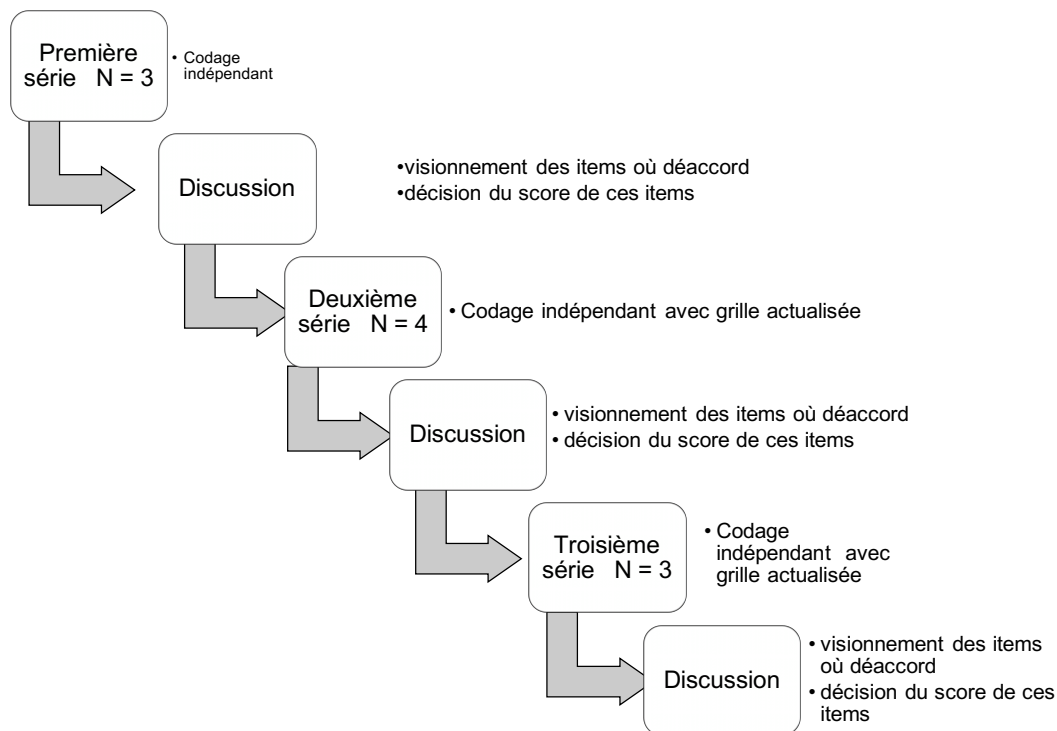 Première
série N = 3
• Codage
indépendant
Discussion
•visionnement des items où déaccord
•décision du score de ces items
Deuxième
série N = 4
• Codage indépendant avec grille actualisée
Discussion
• visionnement des items où déaccord
• décision du score de ces items
Troisième
série N = 3
• Codage
indépendant avec
grille actualisée
Discussion
• visionnement des items
où déaccord
• décision du score de ces
items